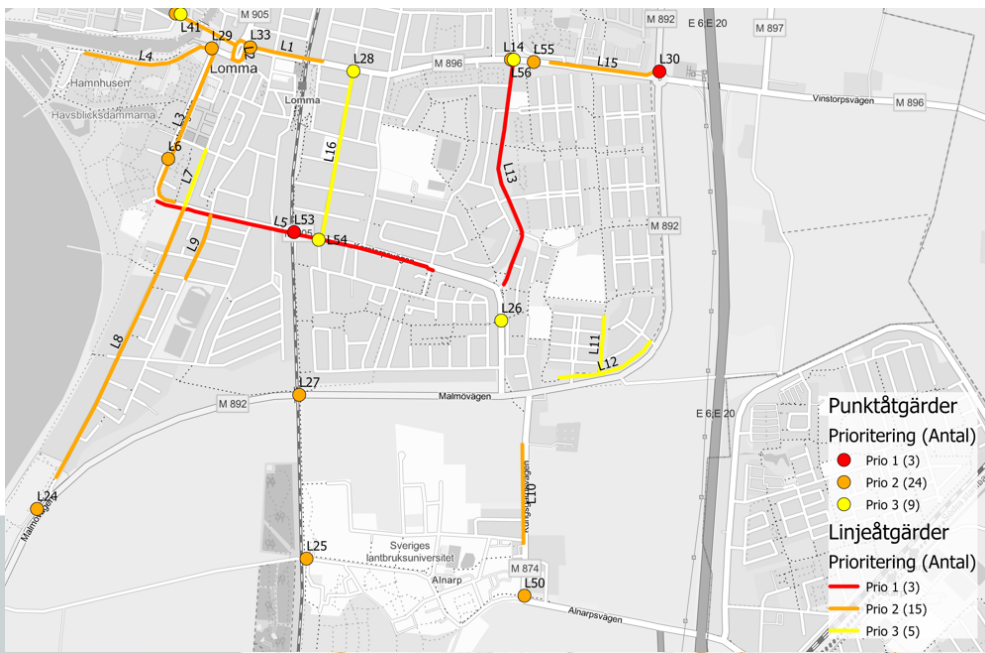 M 905
L41
L29
L33
L1
L14
L55
M 892
M 897
L4
Lomma
L28
M 896
L56
L15
L30
Hamnhusen
Lomma
Vinstorpsvägen
M 896
Havsblicksdammarna
L3
L6
L7
L16
L13
L5
L53
L54
M 892
L9
L26
L8
L11
L12
L27
M 892
Malmövägen
E 6;E 20
E 6;E 20
Punktåtgärder
Prioritering (Antal)
Prio 1 (3)
Prio 2 (24)
Prio 3 (9)
L24
Malmövägen
L10
Linjeåtgärder
Prioritering (Antal)
Prio 1 (3)
Prio 2 (15)
Prio 3 (5)
L25
Sveriges
lantbruksuniversitet
Alnarp
M 874
L50
Alnarpsvägen